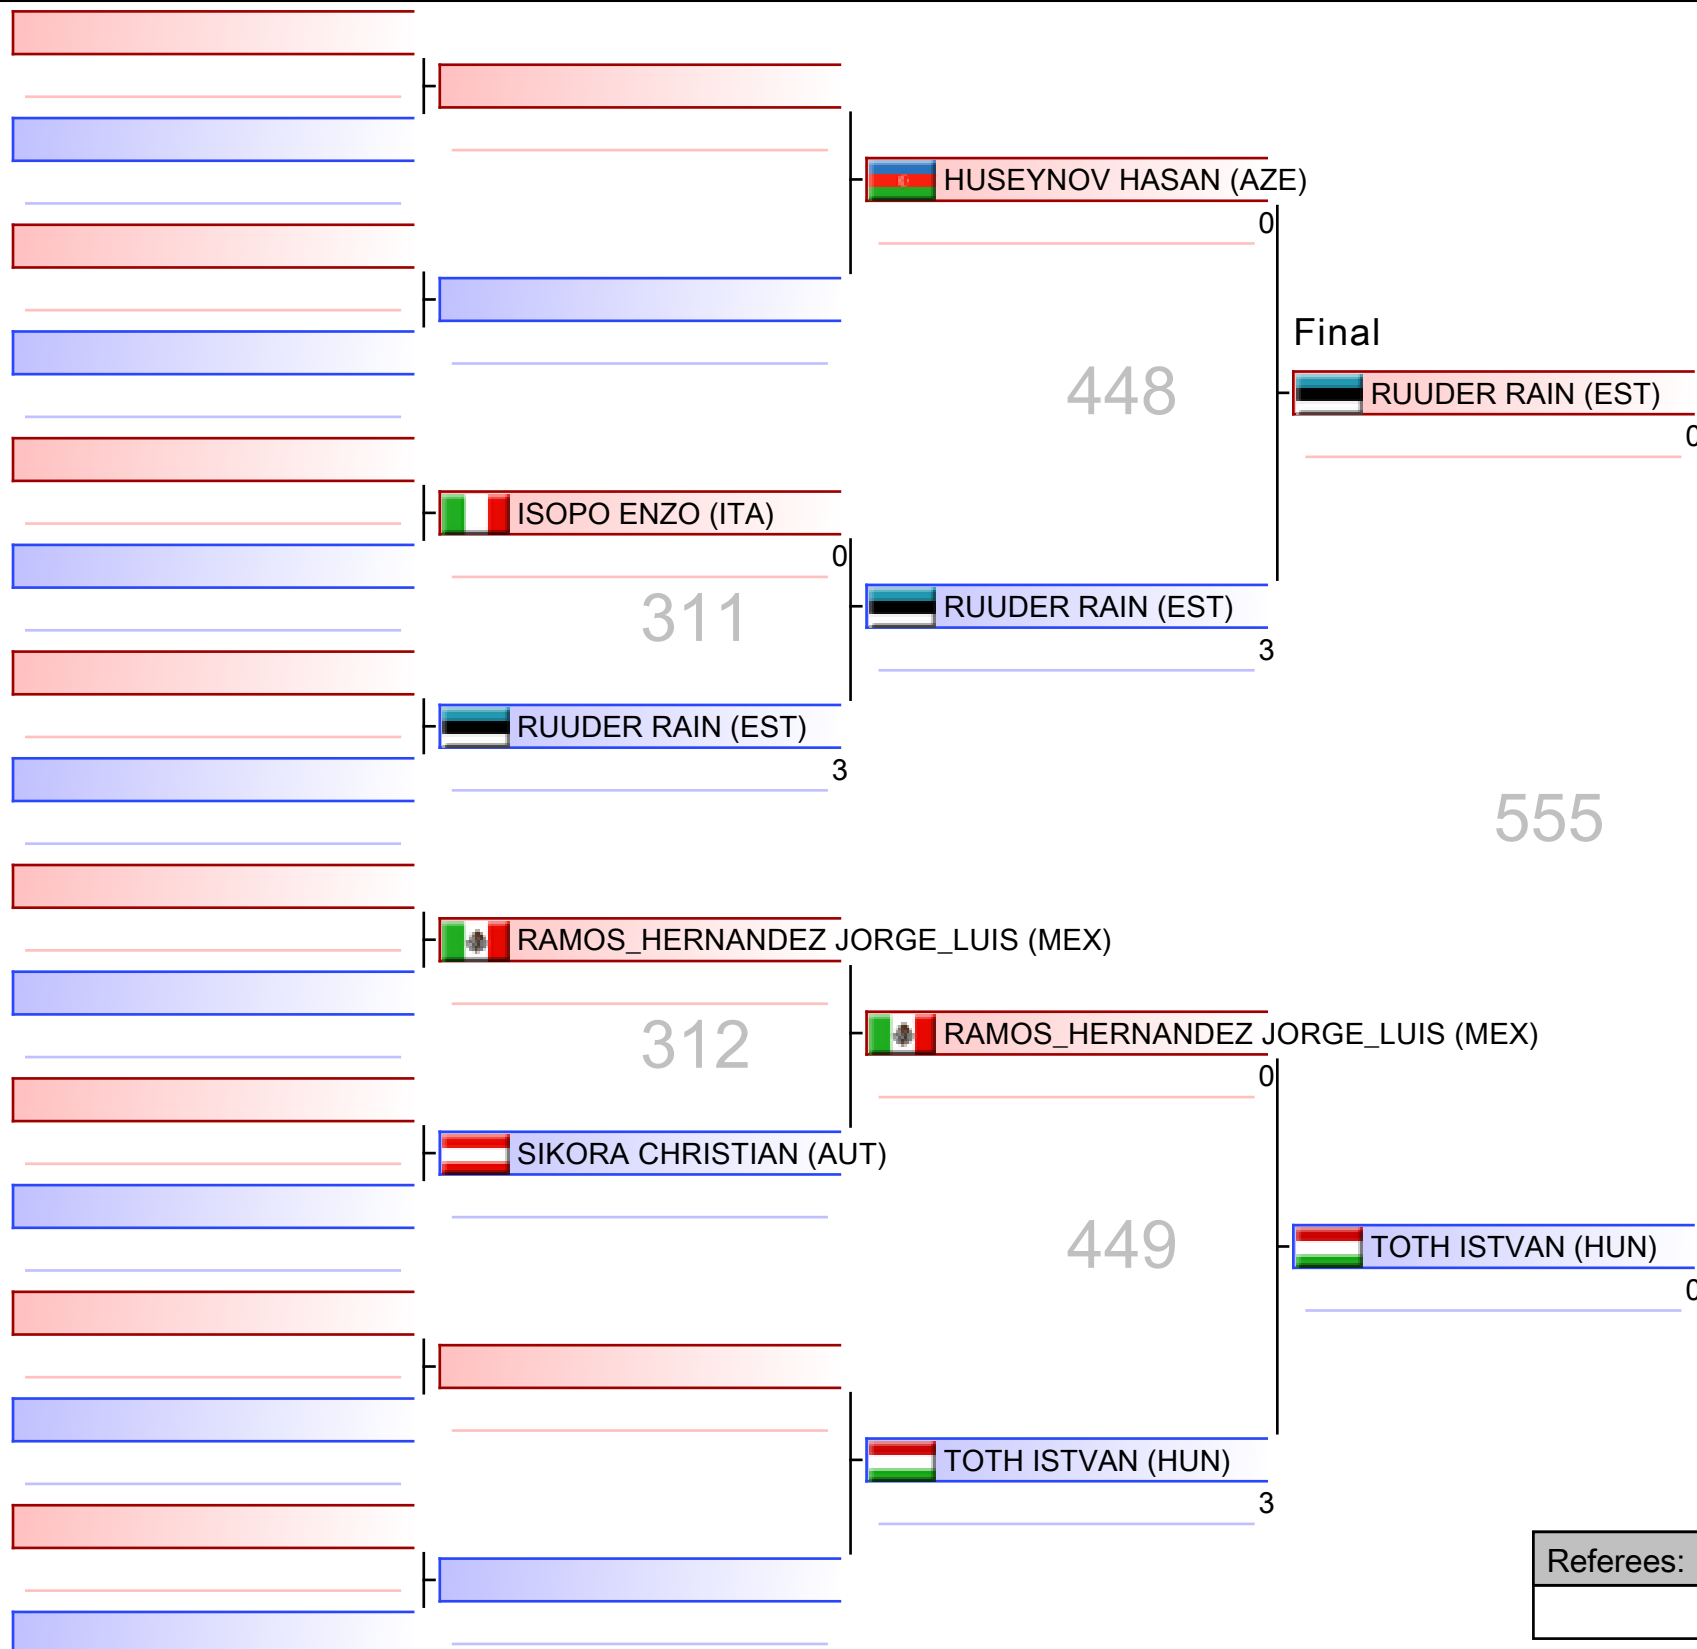 HUSEYNOV HASAN (AZE)
0
Final
448
RUUDER RAIN (EST)
0
ISOPO ENZO (ITA)
0
311
RUUDER RAIN (EST)
3
RUUDER RAIN (EST)
3
555
RAMOS_HERNANDEZ JORGE_LUIS (MEX)
312
RAMOS_HERNANDEZ JORGE_LUIS (MEX)
0
SIKORA CHRISTIAN (AUT)
449
TOTH ISTVAN (HUN)
0
TOTH ISTVAN (HUN)
3
Referees: